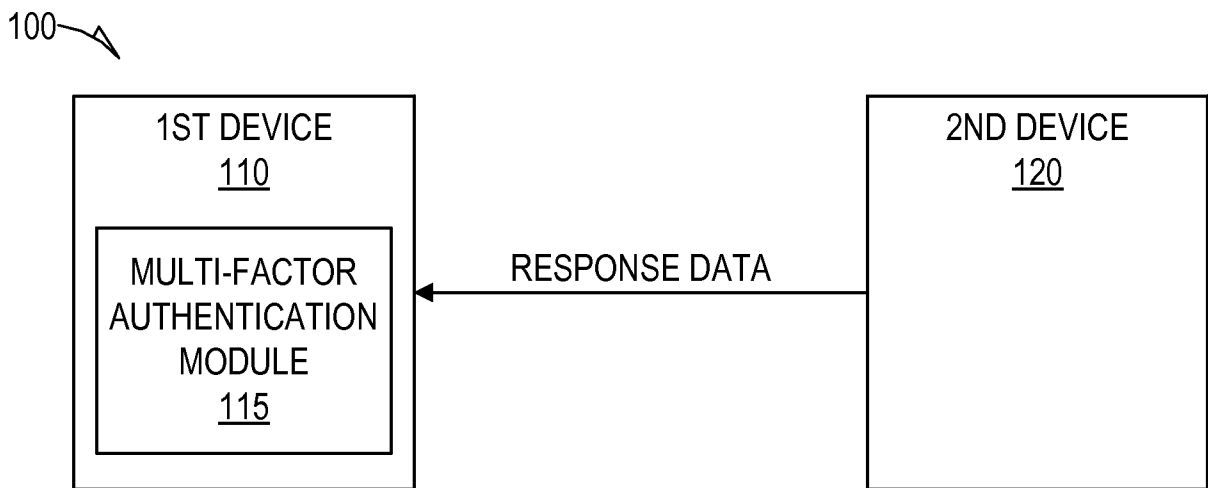 100
1ST DEVICE
110
MULTI-FACTOR
AUTHENTICATION
MODULE
115
RESPONSE DATA
2ND DEVICE
120